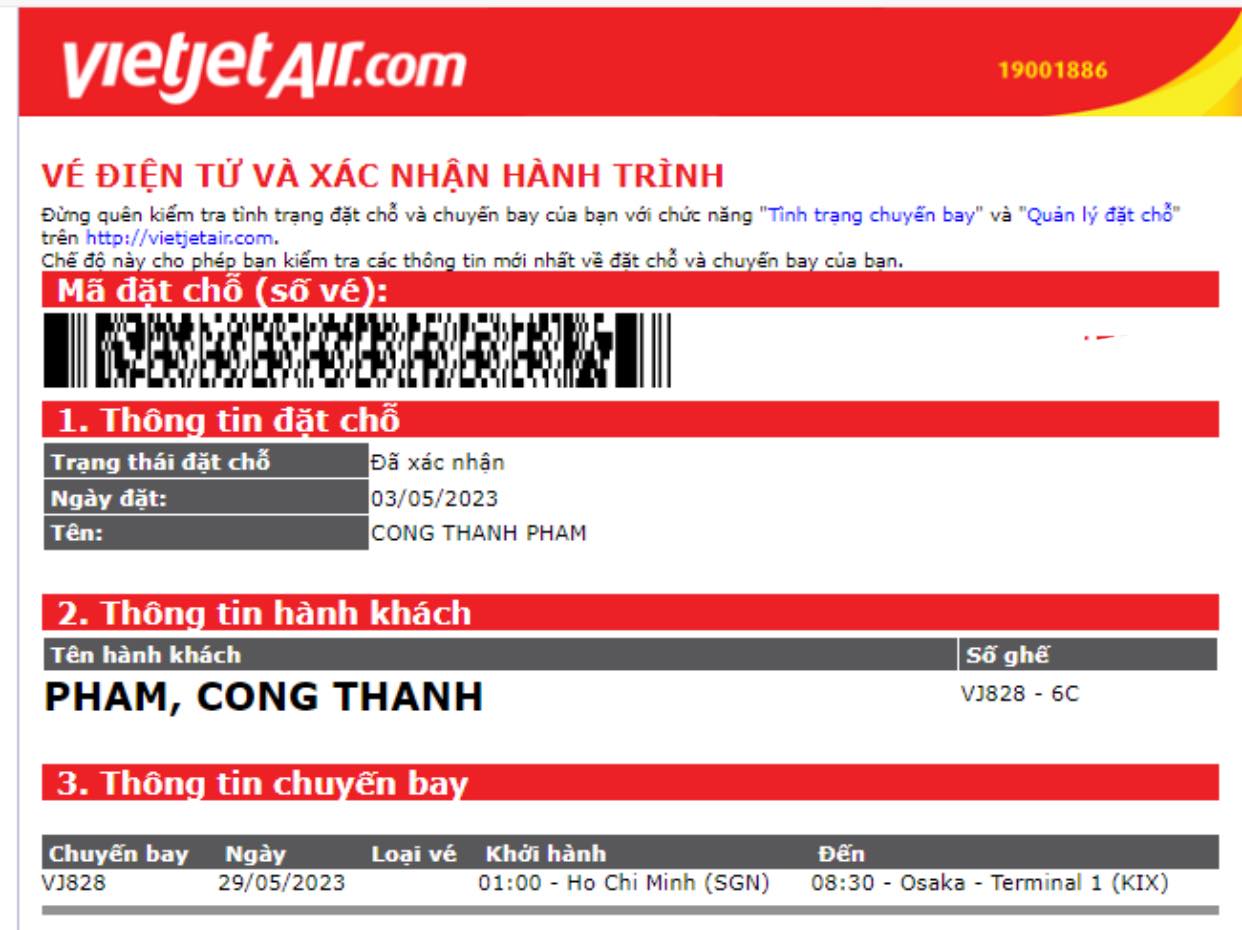 vietjetAir.com
19001886
VÉ ĐIỆN TỬ VÀ XÁC NHẬN HÀNH TRÌNH
Đừng quên kiểm tra tình trạng đặt chỗ và chuyến bay của bạn với chức năng "Tình trạng chuyến bay" và "Quản lý đặt chỗ"
trên http://vietjetair.com.
Chế độ này cho phép bạn kiểm tra các thông tin mới nhất về đặt chỗ và chuyến bay của bạn.
Mã đặt chỗ (số vé):
1. Thông tin đặt chỗ
Trạng thái đặt chỗ Đã xác nhận
Ngày đặt: 03/05/2023
Tên: CONG THANH PHAM
2. Thông tin hành khách
Tên hành khách Số ghế
PHAM, CONG THANH VJ828 - 6C
3. Thông tin chuyến bay
Chuyến bay Ngày Loại vé Khởi hành Đến
VJ828 29/05/2023 01:00 - Ho Chi Minh (SGN) 08:30 - Osaka - Terminal 1 (KIX)